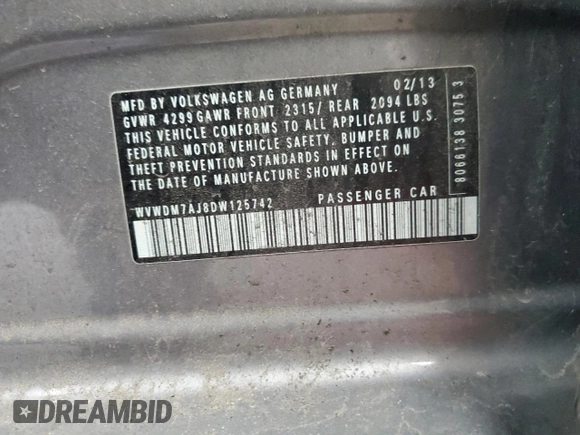 MFD BY VOLKSWAGEN AG GERMANY 02/13
GVWR 4299 GAWR FRONT 2315/ REAR 2094 LBS
THIS VEHICLE CONFORMS TO ALL APPLICABLE U.S.
FEDERAL MOTOR VEHICLE SAFETY, BUMPER AND
THEFT PREVENTION STANDARDS IN EFFECT ON
THE DATE OF MANUFACTURE SHOWN ABOVE.
WVWDM7AJ8DW125742 PASSENGER CAR
8066138 3075 3
DREAMBID